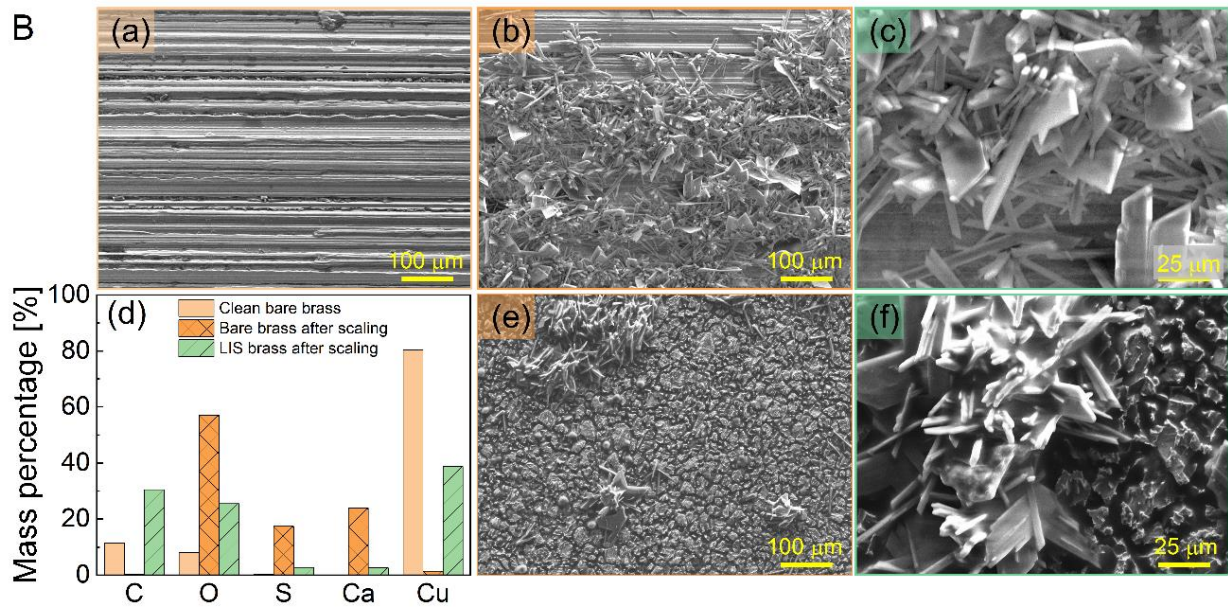 B
(a)
100 μm
(b)
100 μm
(c)
25 μm
Mass percentage [%]
100
80
60
40
20
0
(d)
Clean bare brass
Bare brass after scaling
LIS brass after scaling
C O S Ca Cu
(e)
100 μm
(f)
25 μm